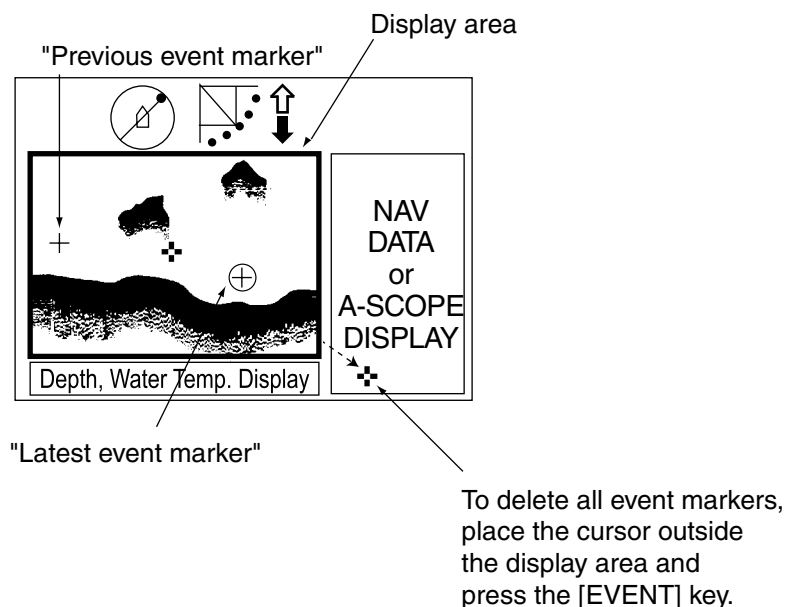 Display area
"Previous event marker"
NAV
DATA
or
A-SCOPE
DISPLAY
Depth, Water Temp. Display
"Latest event marker"
To delete all event markers,
place the cursor outside
the display area and
press the [EVENT] key.